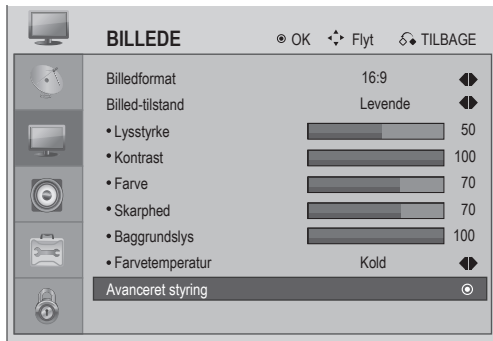 BILLEDE OK Flyt TILBAGE
Billedformat 16:9
Billed-tilstand Levende
• Lysstyrke 50
• Kontrast 100
• Farve 70
• Skarphed 70
• Baggrundslys 100
• Farvetemperatur Kold
Avanceret styring